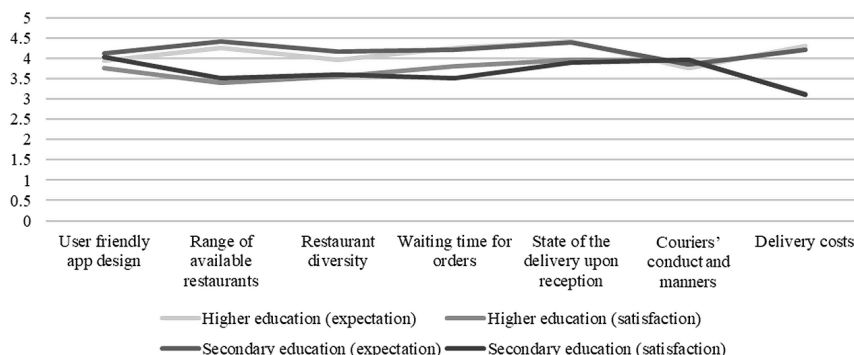 5
4.5
4
3.5
3
2.5
2
1.5
1
0.5
0
User friendly
app design
Range of
available
restaurants
Restaurant
diversity
Waiting time for
orders
State of the
delivery upon
reception
Couriers’
conduct and
manners
Delivery costs
Higher education (expectation)
Higher education (satisfaction)
Secondary education (expectation)
Secondary education (satisfaction)